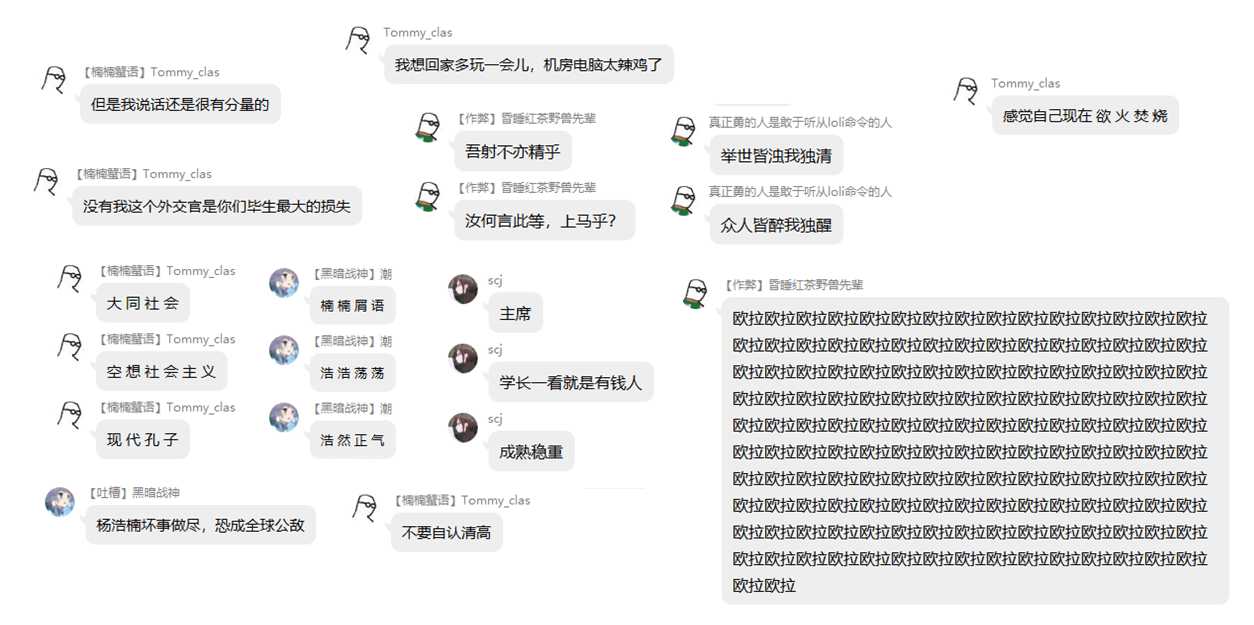 Tommy_clas
我想回家多玩一会儿，机房电脑太辣鸡了
【楠楠蟹语】Tommy_clas
但是我说话还是很有分量的
Tommy_clas
感觉自己现在 欲 火 焚 烧
【作弊】昏睡红茶野兽先辈
吾射不亦精乎
【作弊】昏睡红茶野兽先辈
汝何言此等，上马乎？
真正勇的人是敢于听从loli命令的人
举世皆浊我独清
真正勇的人是敢于听从loli命令的人
众人皆醉我独醒
【楠楠蟹语】Tommy_clas
没有我这个外交官是你们毕生最大的损失
【楠楠蟹语】Tommy_clas
大 同 社 会
【楠楠蟹语】Tommy_clas
空 想 社 会 主 义
【楠楠蟹语】Tommy_clas
现 代 孔 子
【黑暗战神】潮
楠 楠 屑 语
【黑暗战神】潮
浩 浩 荡 荡
【黑暗战神】潮
浩 然 正 气
scj
主席
scj
学长一看就是有钱人
scj
成熟稳重
【作弊】昏睡红茶野兽先辈
欧拉欧拉欧拉欧拉欧拉欧拉欧拉欧拉欧拉欧拉欧拉欧拉欧拉欧拉欧拉
欧拉欧拉欧拉欧拉欧拉欧拉欧拉欧拉欧拉欧拉欧拉欧拉欧拉欧拉欧拉
欧拉欧拉欧拉欧拉欧拉欧拉欧拉欧拉欧拉欧拉欧拉欧拉欧拉欧拉欧拉
欧拉欧拉欧拉欧拉欧拉欧拉欧拉欧拉欧拉欧拉欧拉欧拉欧拉欧拉欧拉
欧拉欧拉欧拉欧拉欧拉欧拉欧拉欧拉欧拉欧拉欧拉欧拉欧拉欧拉欧拉
欧拉欧拉欧拉欧拉欧拉欧拉欧拉欧拉欧拉欧拉欧拉欧拉欧拉欧拉欧拉
欧拉欧拉欧拉欧拉欧拉欧拉欧拉欧拉欧拉欧拉欧拉欧拉欧拉欧拉欧拉
欧拉欧拉欧拉欧拉欧拉欧拉欧拉欧拉欧拉欧拉欧拉欧拉欧拉欧拉欧拉
欧拉欧拉欧拉欧拉欧拉欧拉欧拉欧拉欧拉欧拉欧拉欧拉欧拉欧拉欧拉
欧拉欧拉欧拉欧拉欧拉欧拉欧拉欧拉欧拉欧拉欧拉欧拉欧拉欧拉欧拉
欧拉欧拉
【吐槽】黑暗战神
杨浩楠坏事做尽，恐成全球公敌
【楠楠蟹语】Tommy_clas
不要自认清高